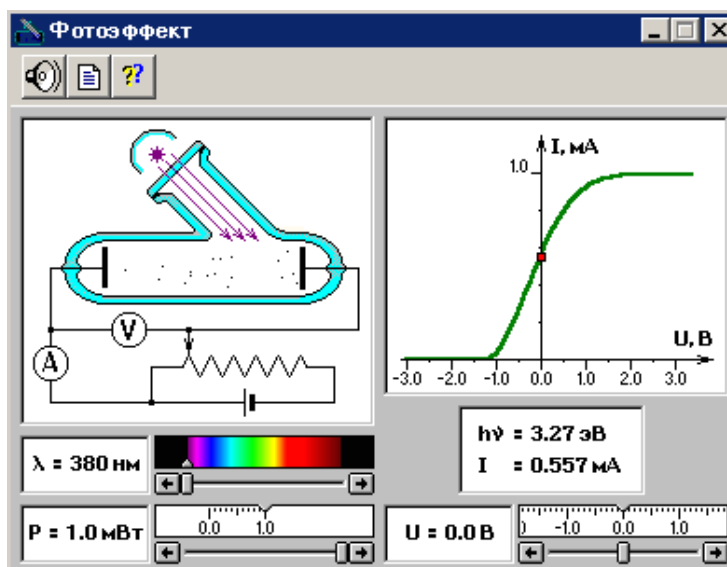 Фотоэффект
??
V
A
I, мА
1.0
U, В
-3.0 -2.0 -1.0 0.0 1.0 2.0 3.0
hν = 3.27 эВ
I = 0.557 мА
λ = 380 нм
P = 1.0 мВт
0.0 1.0
U = 0.0 В
) -1.0 0.0 1.0